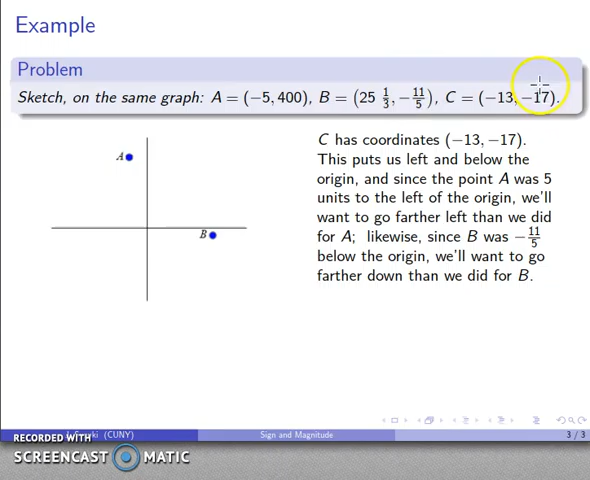 Example
Problem
Sketch, on the same graph: A = (−5, 400), B = (25 1/3, −11/5), C = (−13, −17).
A
B
C has coordinates (−13, −17).
This puts us left and below the
origin, and since the point A was 5
units to the left of the origin, we'll
want to go farther left than we did
for A; likewise, since B was −11/5
below the origin, we'll want to go
farther down than we did for B.
(CUNY)
Sign and Magnitude
3 / 3
RECORDED WITH
SCREENCAST MATIC